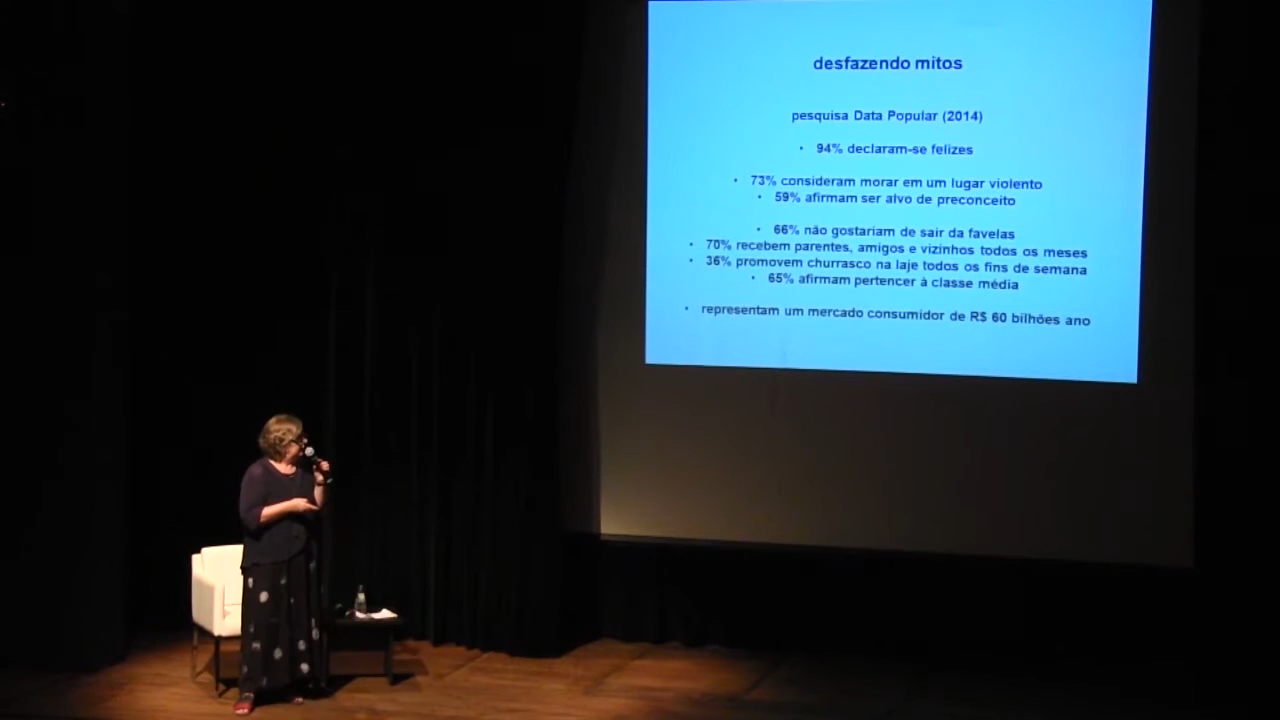 desfazendo mitos
pesquisa Data Popular (2014)
• 94% declaram-se felizes
• 73% consideram morar em um lugar violento
• 59% afirmam ser alvo de preconceito
• 66% não gostariam de sair da favelas
• 70% recebem parentes, amigos e vizinhos todos os meses
• 36% promovem churrasco na laje todos os fins de semana
• 65% afirmam pertencer à classe média
• representam um mercado consumidor de R$ 60 bilhões ano